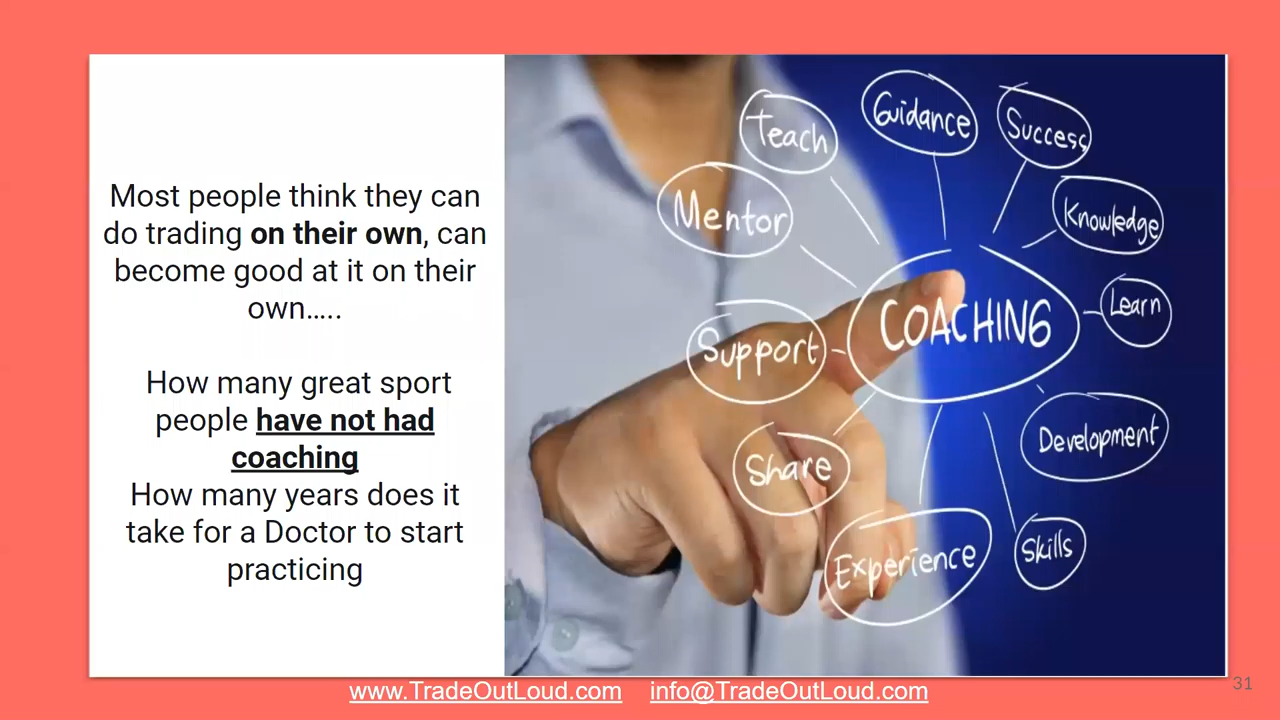 Most people think they can
do trading on their own, can
become good at it on their
own…..
How many great sport
people have not had
coaching
How many years does it
take for a Doctor to start
practicing
Teach
Guidance
Success
Mentor
Knowledge
COACHING
Learn
Support
Development
Share
Experience
Skills
www.TradeOutLoud.com info@TradeOutLoud.com
31